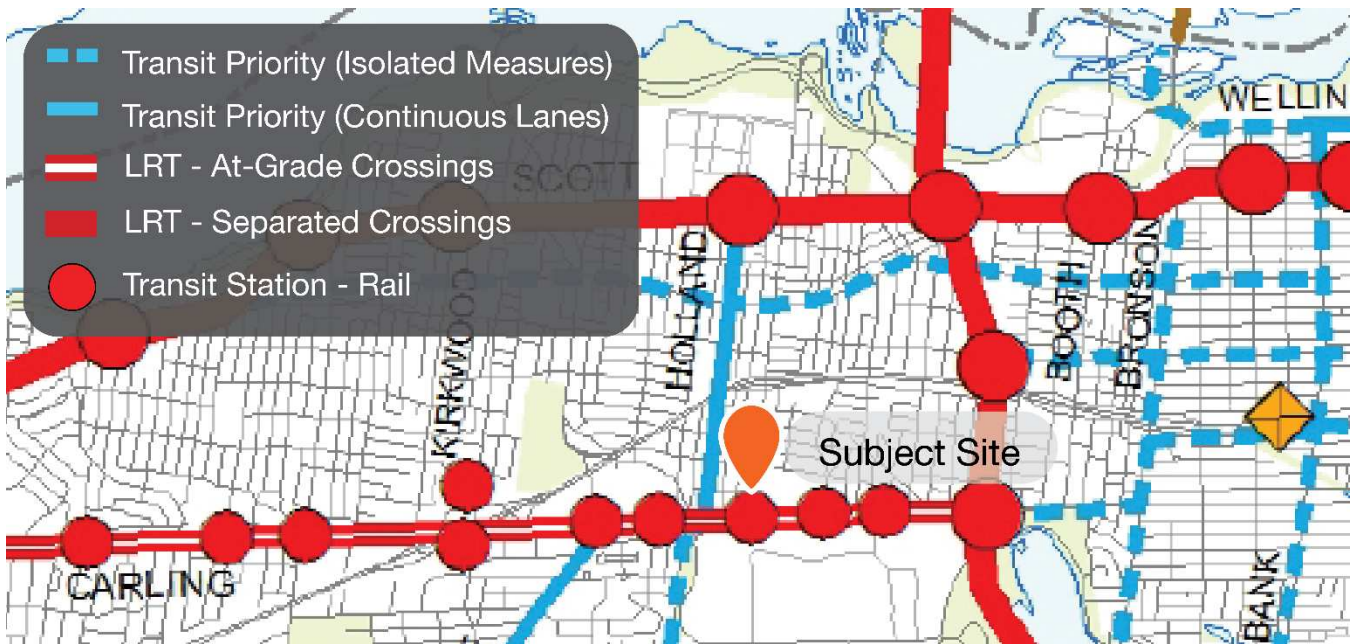 Transit Priority (Isolated Measures)
Transit Priority (Continuous Lanes)
LRT - At-Grade Crossings
LRT - Separated Crossings
Transit Station - Rail
WELLIN
SCOTT
HOLLAND
KIRKWOOD
BOOTH
BRONSON
Subject Site
CARLING
BANK